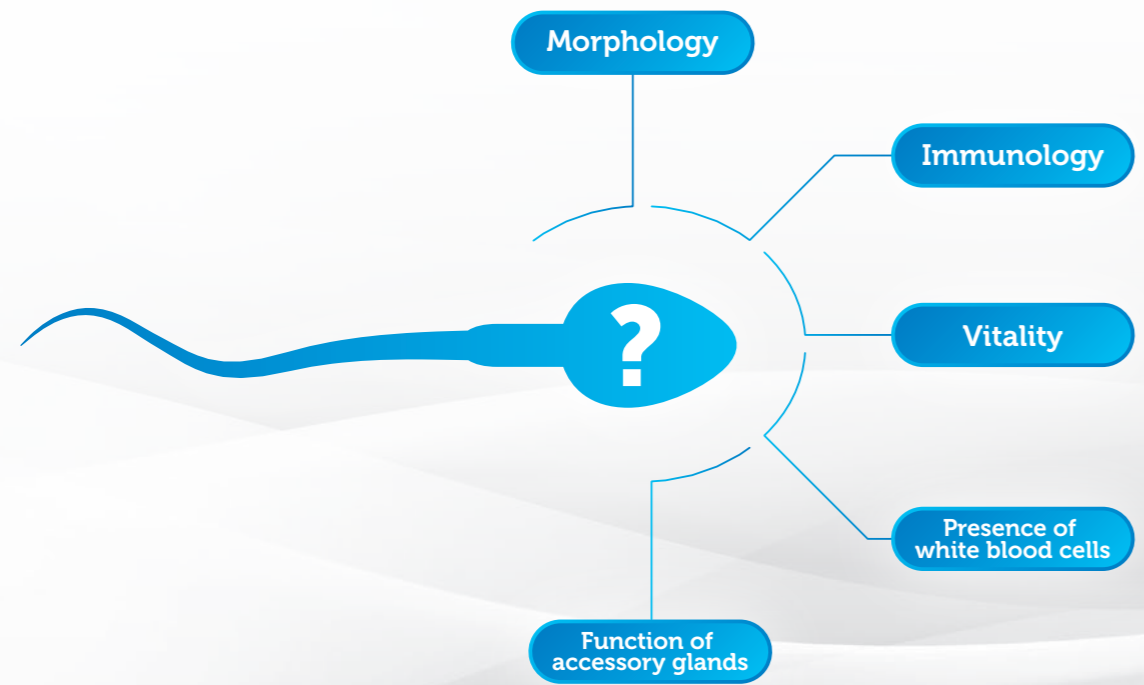 Morphology
Immunology
?
Vitality
Presence of
white blood cells
Function of
accessory glands